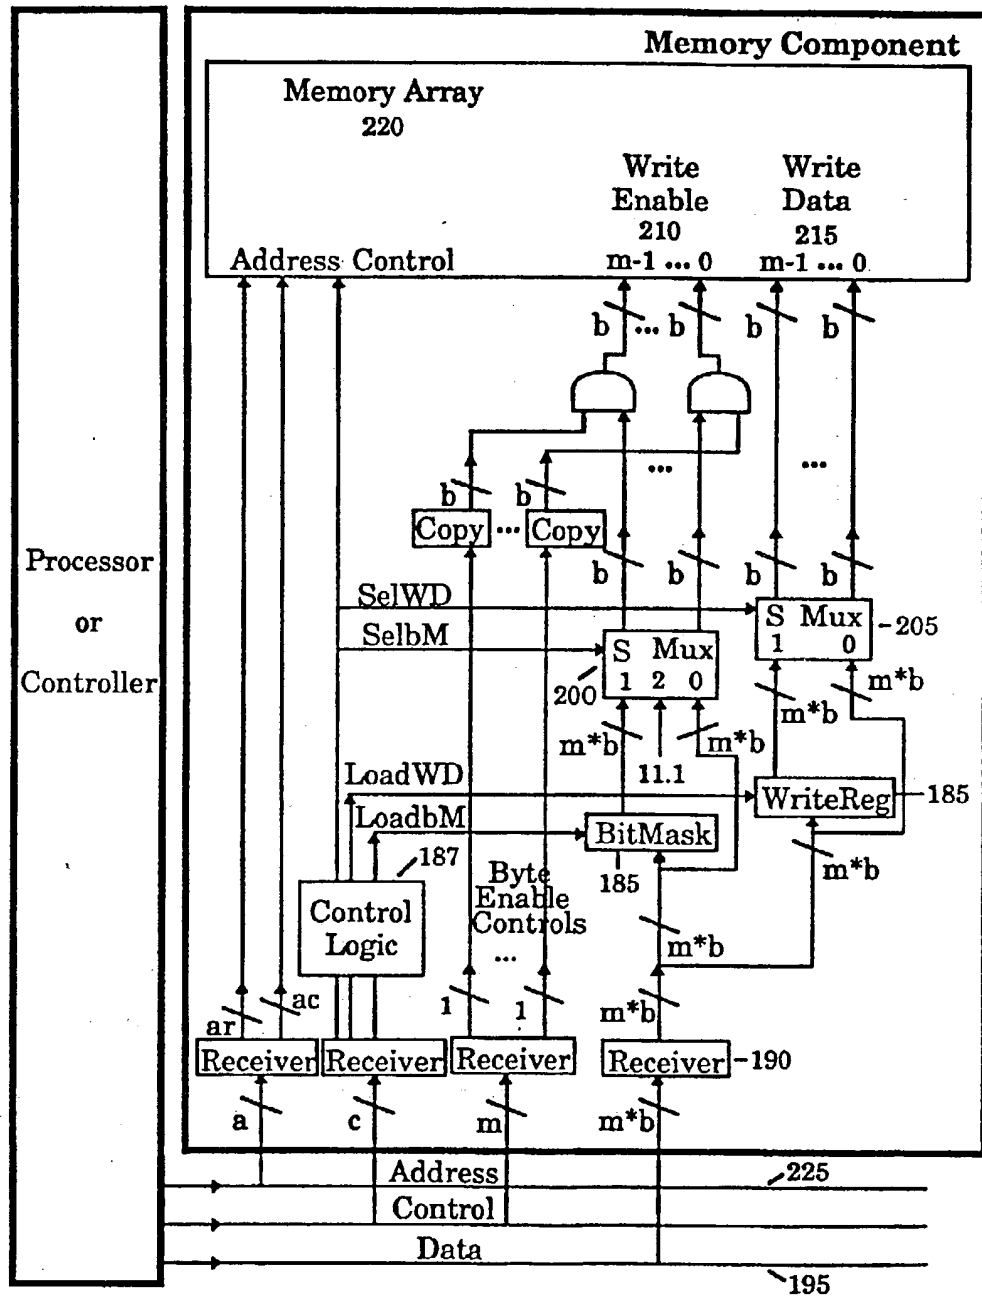 Memory Component
Memory Array
220
Write
Enable
210
m-1 ... 0
Write
Data
215
m-1 ... 0
Address Control
b ... b b b
b b
...
...
Copy ... Copy
b b b b
Processor
or
Controller
SelWD
SelbM
S Mux
1 0
205
S Mux
1 2 0
200
m*b
m*b
m*b
m*b
11.1
LoadWD
LoadbM
WriteReg
185
BitMask
185
m*b
187
Control
Logic
Byte
Enable
Controls
...
m*b
ar
ac
1
1
m*b
Receiver Receiver Receiver Receiver
190
a
c
m
m*b
Address
225
Control
Data
195